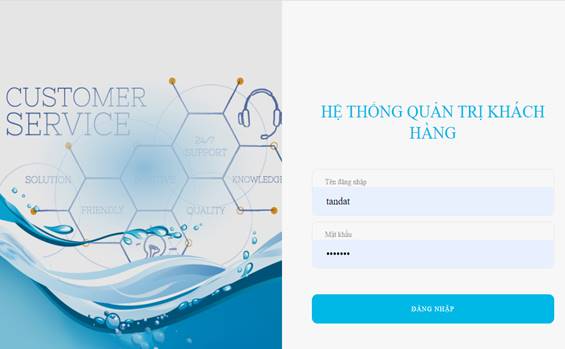 CUSTOMER
SERVICE
24/7
SUPPORT
SOLUTION
KNOWLEDGE
FRIENDLY
QUALITY
HỆ THỐNG QUẢN TRỊ KHÁCH
HÀNG
Tên đăng nhập
tandat
Mật khẩu
•••••••
ĐĂNG NHẬP